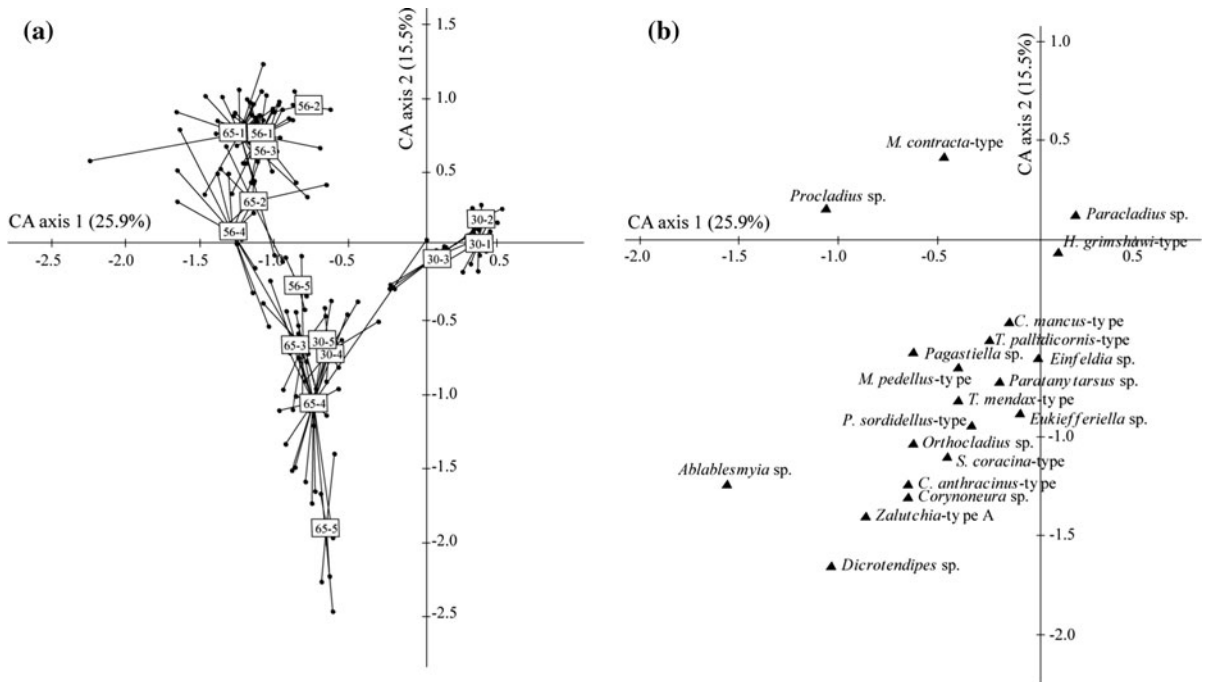 (a)
CA axis 2 (15.5%)
1.5
1.0
0.5
-0.5
-1.0
-1.5
-2.0
-2.5
CA axis 1 (25.9%)
-2.5
-2.0
-1.5
-1.0
-0.5
0.5
56-2
65-1
56-1
56-3
65-2
56-4
30-2
30-1
30-3
56-5
65-3
30-5
30-4
65-4
65-5
(b)
CA axis 2 (15.5%)
1.0
0.5
-0.5
-1.0
-1.5
-2.0
CA axis 1 (25.9%)
-2.0
-1.5
-1.0
-0.5
0.5
M. contracta-type
Procladius sp.
Paracladius sp.
H. grimshawi-type
C. mancus-type
T. pallidicornis-type
Pagastiella sp.
Einfeldia sp.
M. pedellus-type
Paratanytarsus sp.
T. mendax-type
P. sordidellus-type
Eukiefferiella sp.
Orthocladius sp.
S. coracina-type
Ablablesmyia sp.
C. anthracinus-type
Corynoneura sp.
Zalutchia-type A
Dicrotendipes sp.